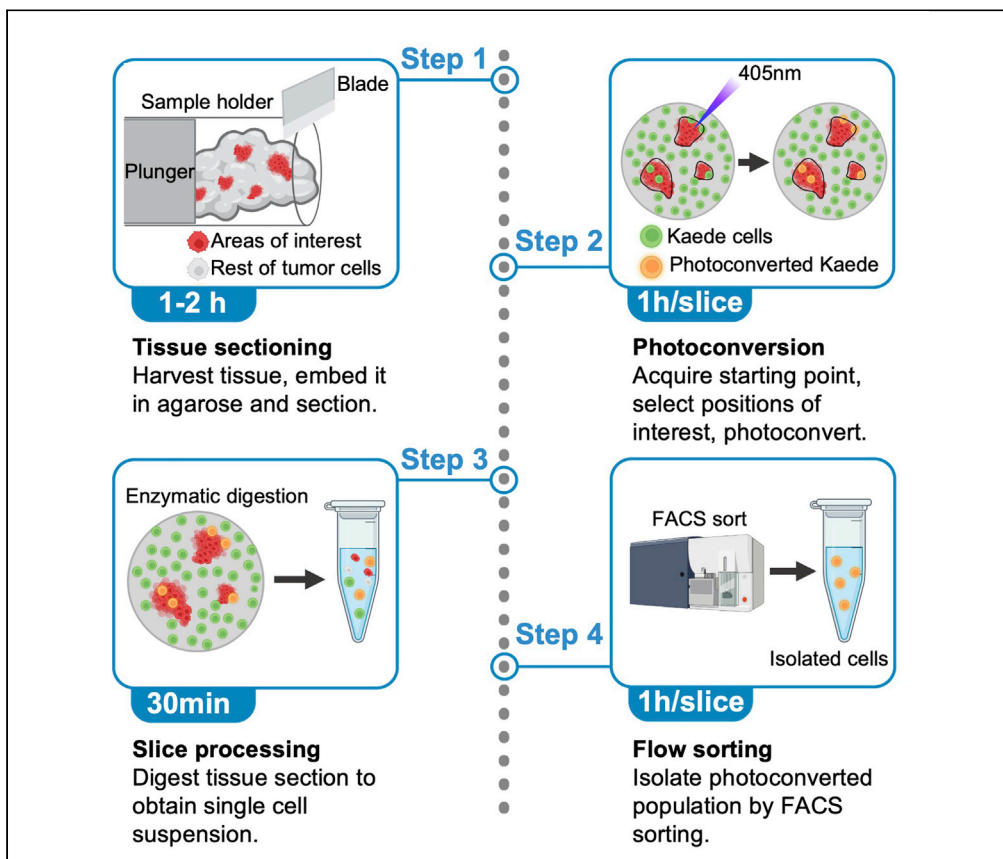 Step 1
Blade
Sample holder
Plunger
Areas of interest
Rest of tumor cells
1-2 h
Tissue sectioning
Harvest tissue, embed it
in agarose and section.
405nm
Step 2
Kaede cells
Photoconverted Kaede
1h/slice
Photoconversion
Acquire starting point,
select positions of
interest, photoconvert.
Step 3
Enzymatic digestion
30min
Slice processing
Digest tissue section to
obtain single cell
suspension.
FACS sort
Step 4
Isolated cells
1h/slice
Flow sorting
Isolate photoconverted
population by FACS
sorting.